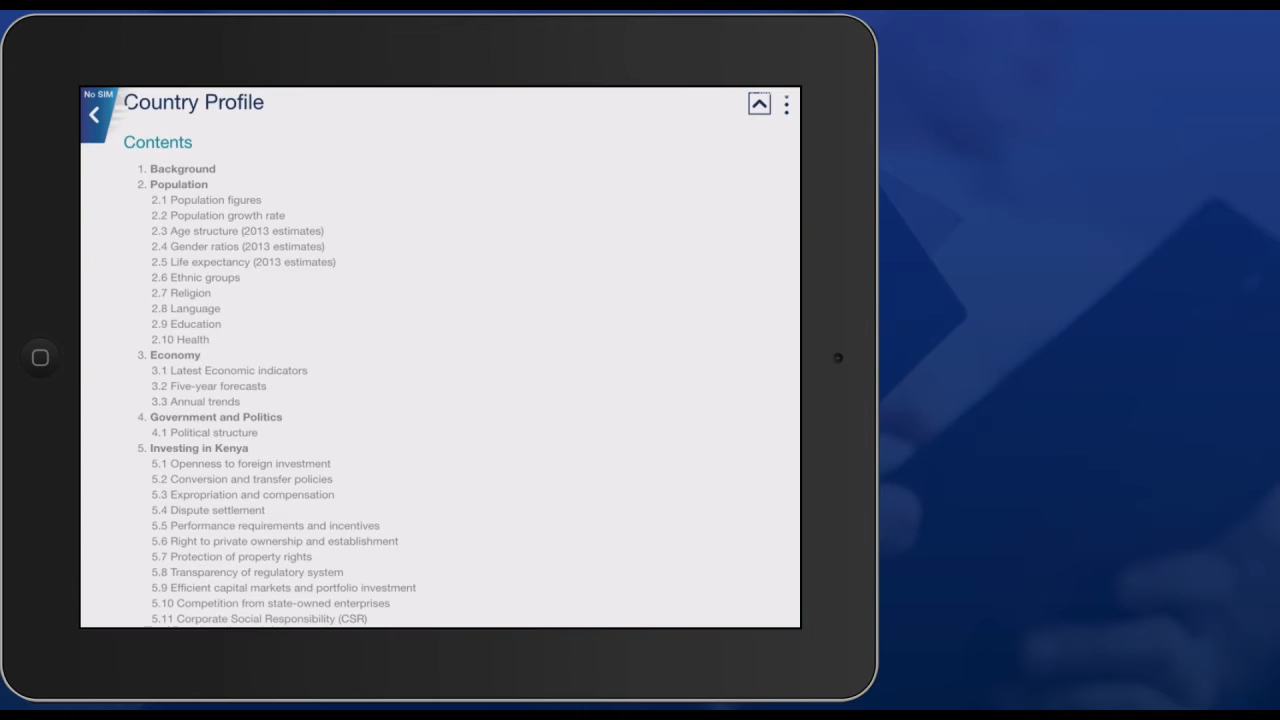 No SIM
Country Profile
Contents
1. Background
2. Population
2.1 Population figures
2.2 Population growth rate
2.3 Age structure (2013 estimates)
2.4 Gender ratios (2013 estimates)
2.5 Life expectancy (2013 estimates)
2.6 Ethnic groups
2.7 Religion
2.8 Language
2.9 Education
2.10 Health
3. Economy
3.1 Latest Economic indicators
3.2 Five-year forecasts
3.3 Annual trends
4. Government and Politics
4.1 Political structure
5. Investing in Kenya
5.1 Openness to foreign investment
5.2 Conversion and transfer policies
5.3 Expropriation and compensation
5.4 Dispute settlement
5.5 Performance requirements and incentives
5.6 Right to private ownership and establishment
5.7 Protection of property rights
5.8 Transparency of regulatory system
5.9 Efficient capital markets and portfolio investment
5.10 Competition from state-owned enterprises
5.11 Corporate Social Responsibility (CSR)